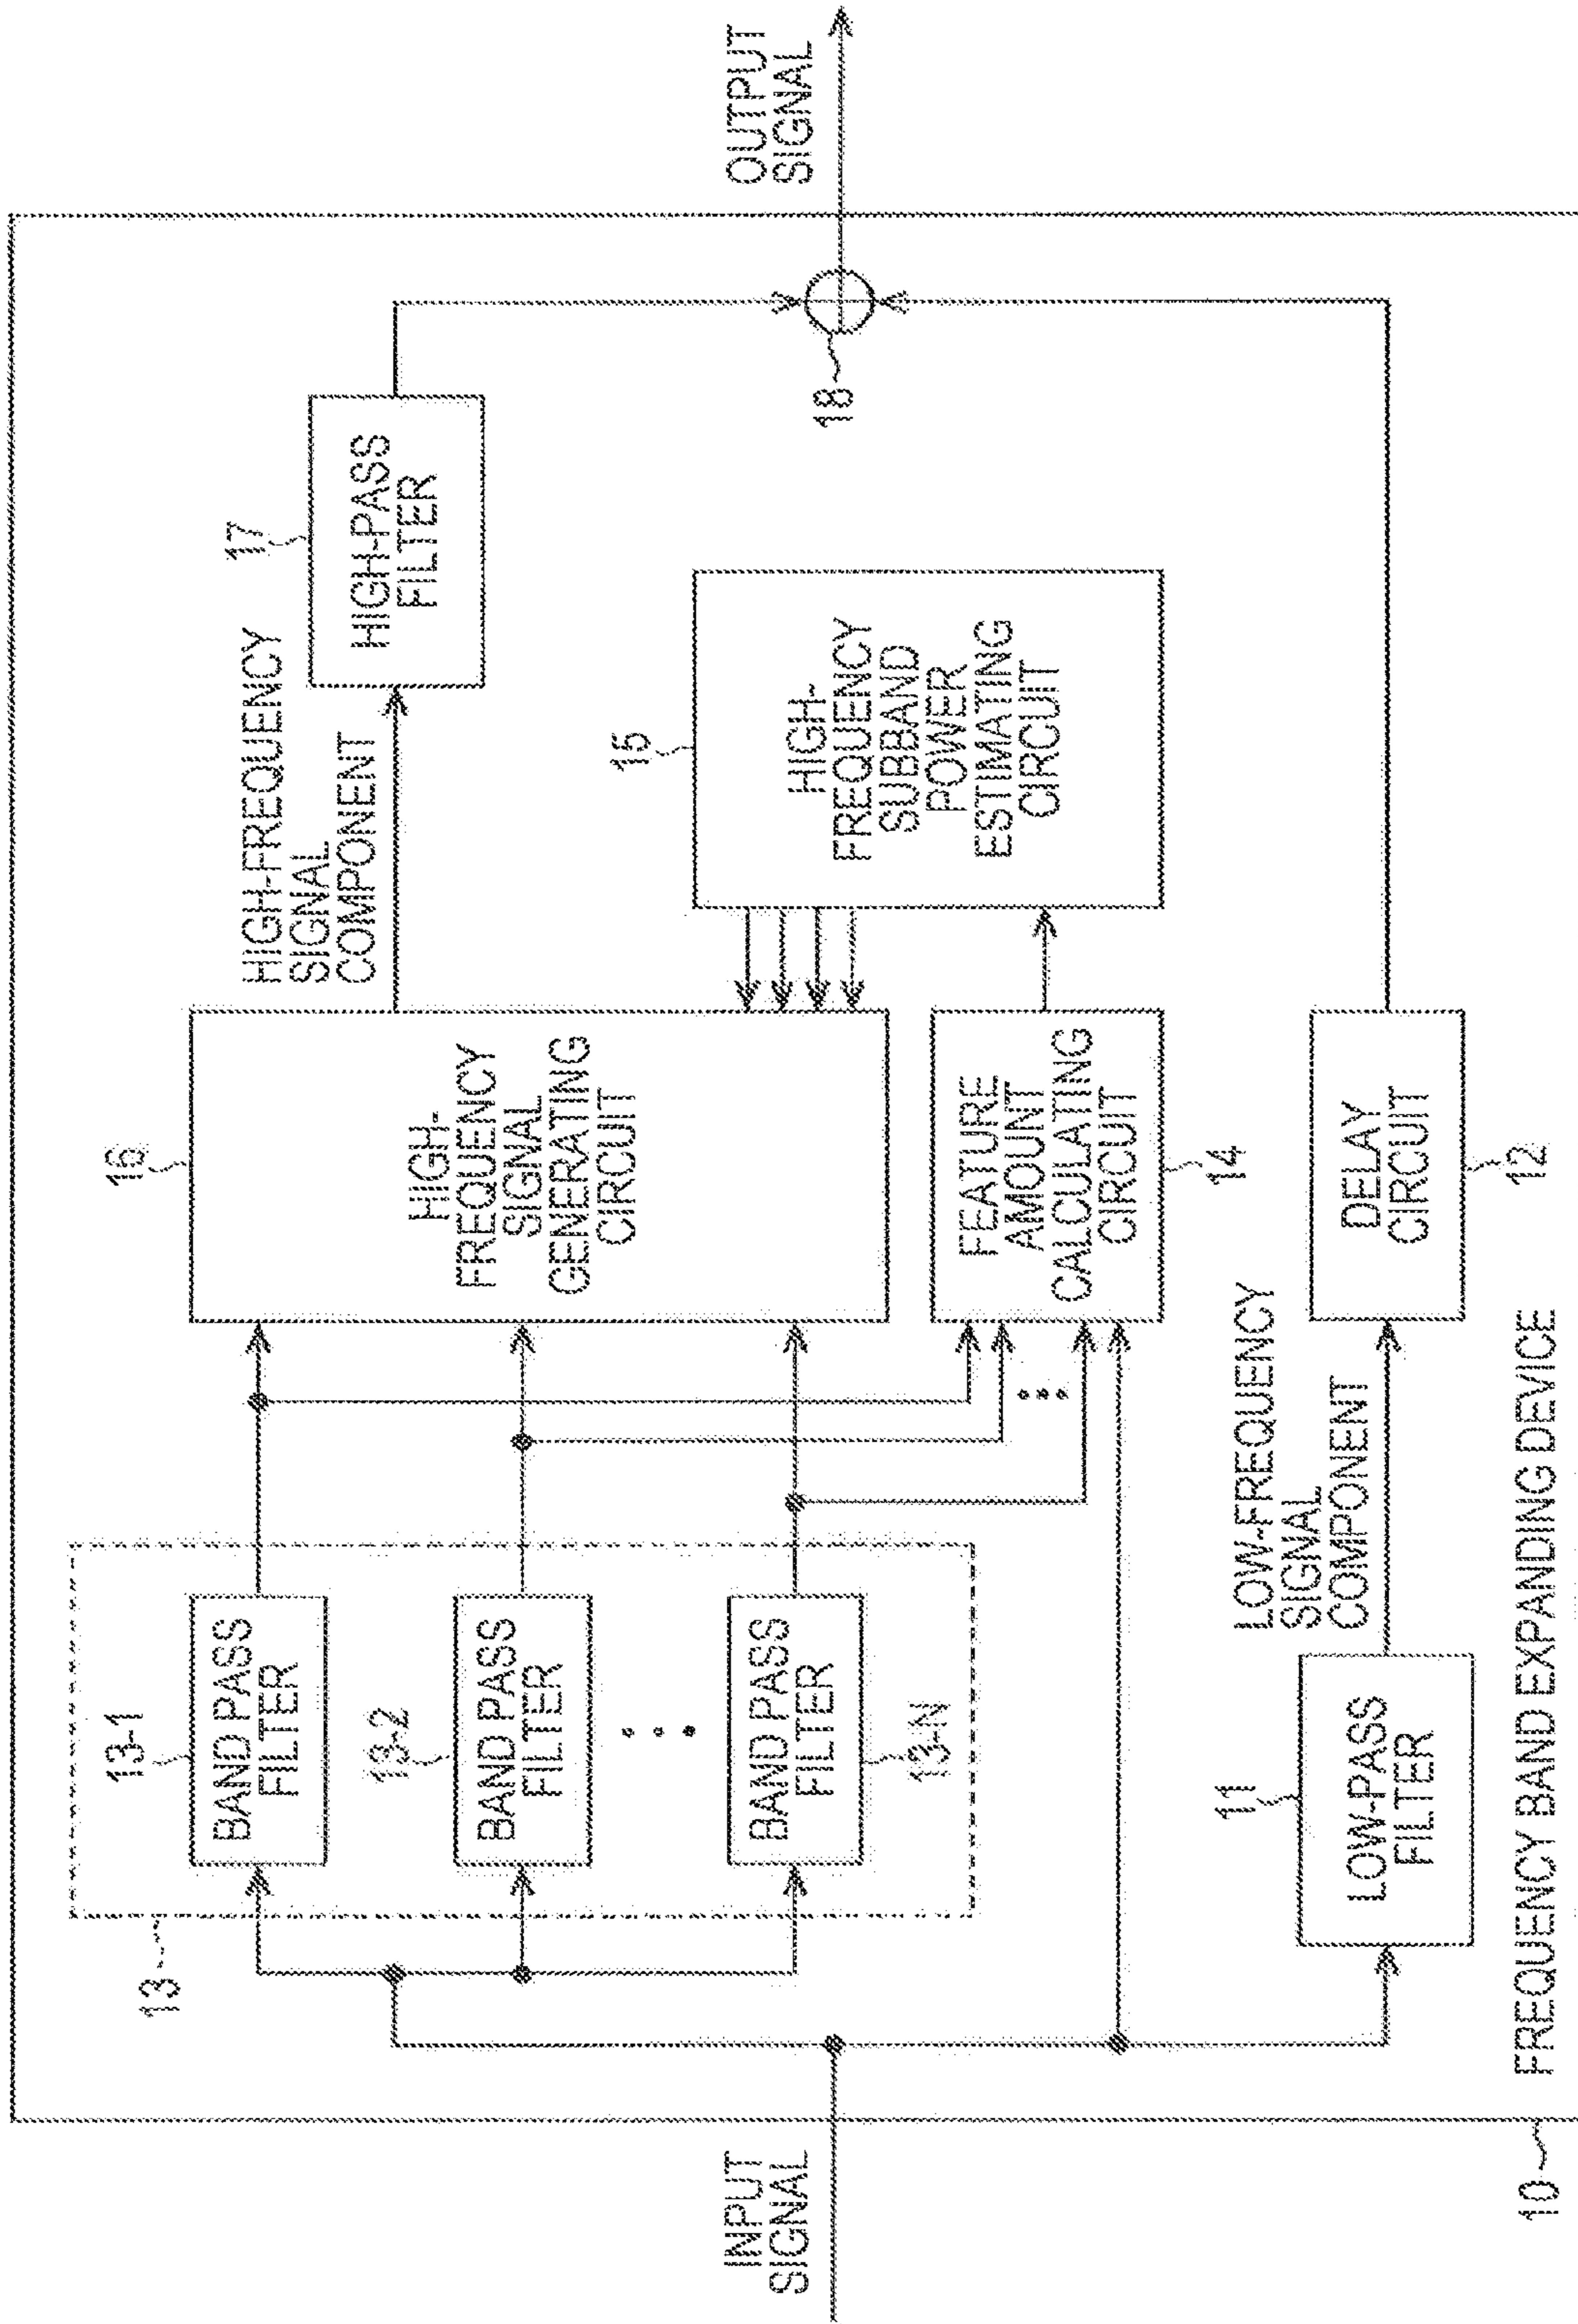 INPUT
SIGNAL
10
FREQUENCY BAND EXPANDING DEVICE
13
13-1
BAND PASS
FILTER
13-2
BAND PASS
FILTER
• • •
BAND PASS
FILTER
13-N
11
LOW-PASS
FILTER
LOW-FREQUENCY
SIGNAL
COMPONENT
16
HIGH-
FREQUENCY
SIGNAL
GENERATING
CIRCUIT
• • •
FEATURE
AMOUNT
CALCULATING
CIRCUIT
14
DELAY
CIRCUIT
12
HIGH-FREQUENCY
SIGNAL
COMPONENT
15
HIGH-
FREQUENCY
SUBBAND
POWER
ESTIMATING
CIRCUIT
17
HIGH-PASS
FILTER
18
OUTPUT
SIGNAL